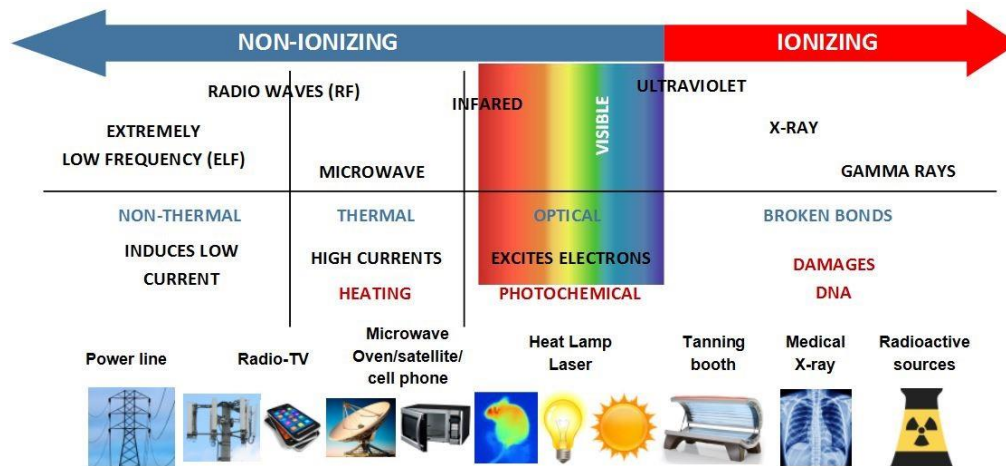 NON-IONIZING
IONIZING
RADIO WAVES (RF)
INFARED
VISIBLE
ULTRAVIOLET
EXTREMELY
LOW FREQUENCY (ELF)
MICROWAVE
X-RAY
GAMMA RAYS
NON-THERMAL
THERMAL
OPTICAL
BROKEN BONDS
INDUCES LOW
CURRENT
HIGH CURRENTS
HEATING
EXCITES ELECTRONS
PHOTOCHEMICAL
DAMAGES
DNA
Power line
Radio-TV
Microwave
Oven/satellite/
cell phone
Heat Lamp
Laser
Tanning
booth
Medical
X-ray
Radioactive
sources